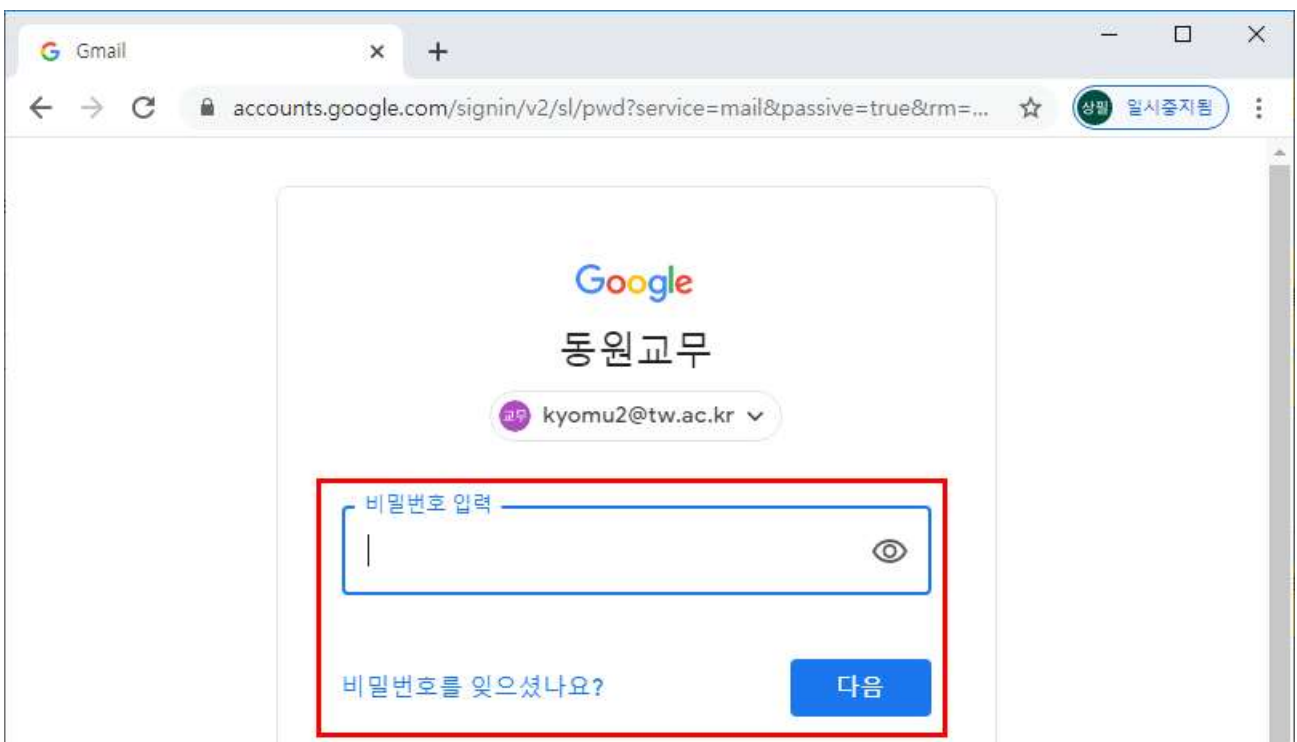 Gmail
accounts.google.com/signin/v2/sl/pwd?service=mail&passive=true&rm=...
상필 일시중지됨
Google
동원교무
교무 kyomu2@tw.ac.kr
비밀번호 입력
비밀번호를 잊으셨나요?
다음